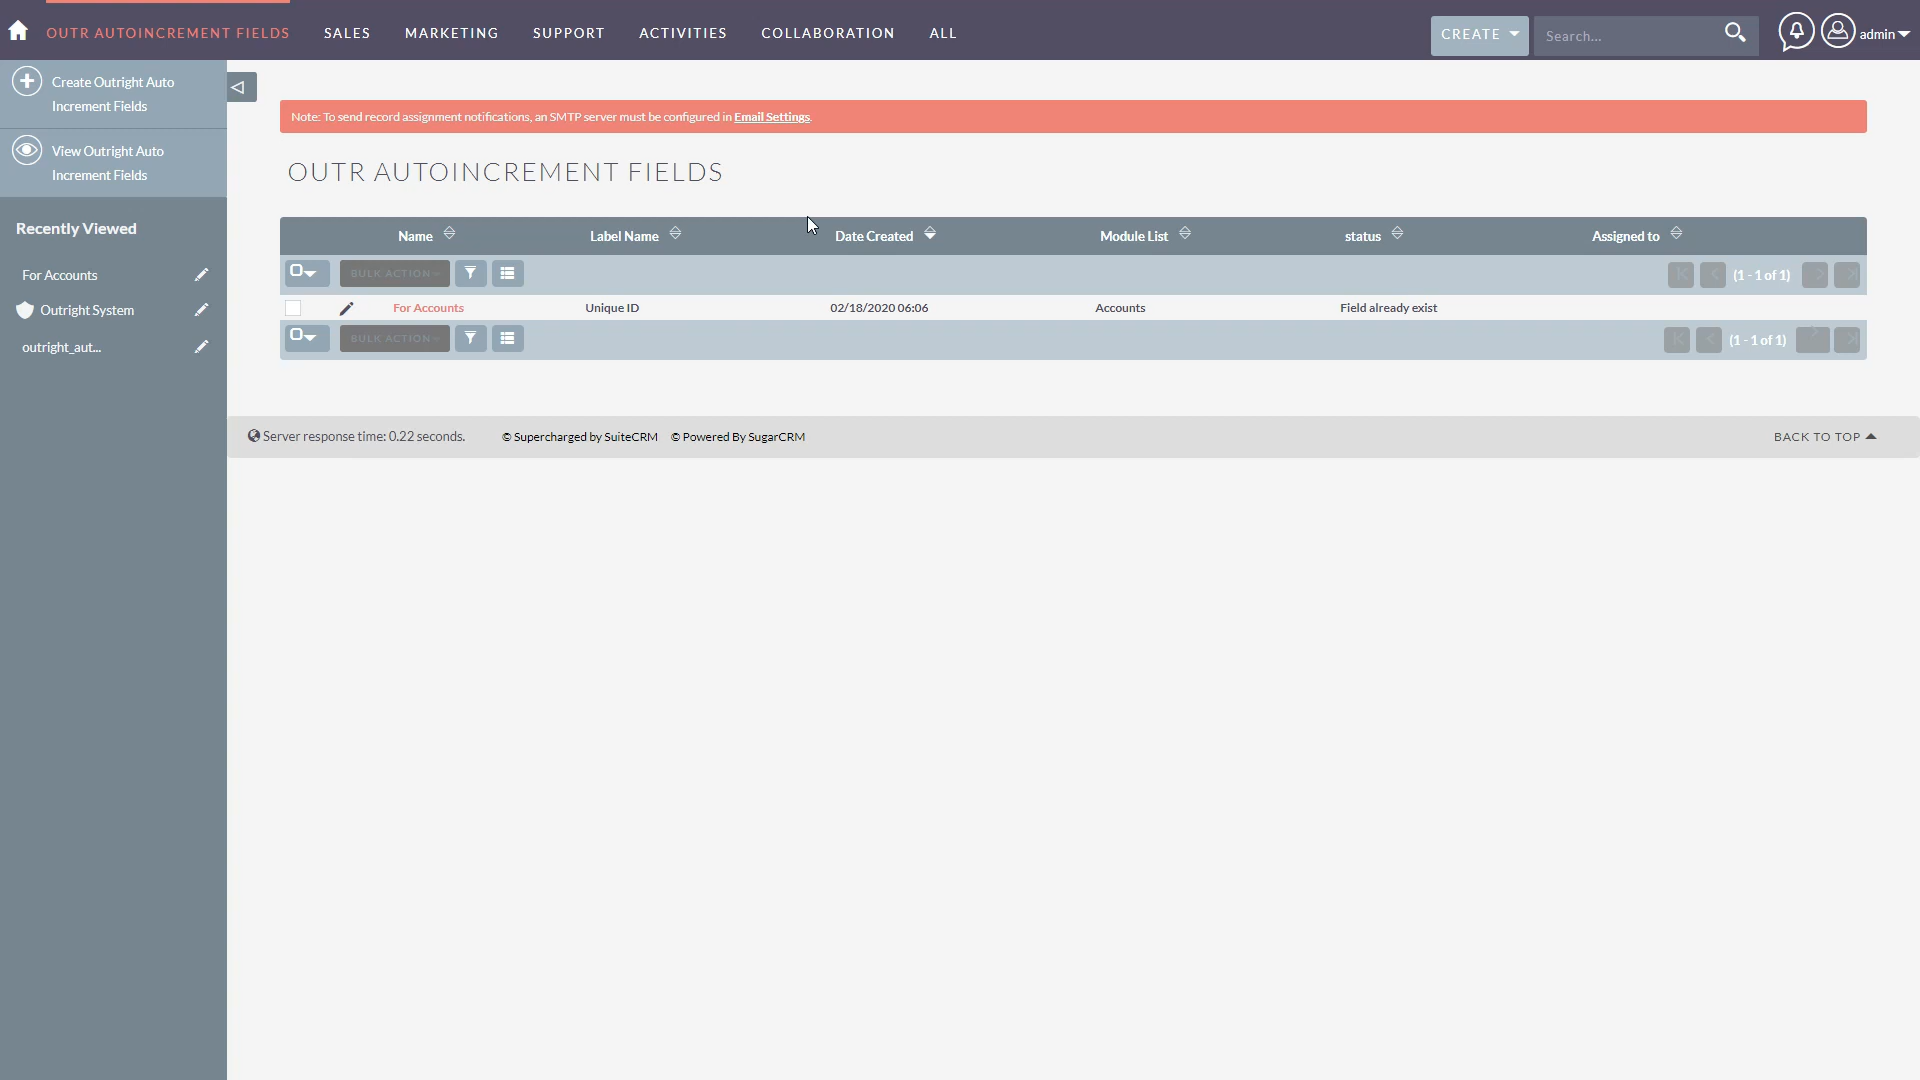 OUTR AUTOINCREMENT FIELDS SALES MARKETING SUPPORT ACTIVITIES COLLABORATION ALL CREATE Search... admin
Create Outright Auto
Increment Fields
View Outright Auto
Increment Fields
Recently Viewed
For Accounts
Outright System
outright_aut...
Note: To send record assignment notifications, an SMTP server must be configured in Email Settings.
OUTR AUTOINCREMENT FIELDS
Name Label Name Date Created Module List status Assigned to
BULK ACTION (1 - 1 of 1)
For Accounts Unique ID 02/18/2020 06:06 Accounts Field already exist
BULK ACTION (1 - 1 of 1)
Server response time: 0.22 seconds. © Supercharged by SuiteCRM © Powered By SugarCRM BACK TO TOP